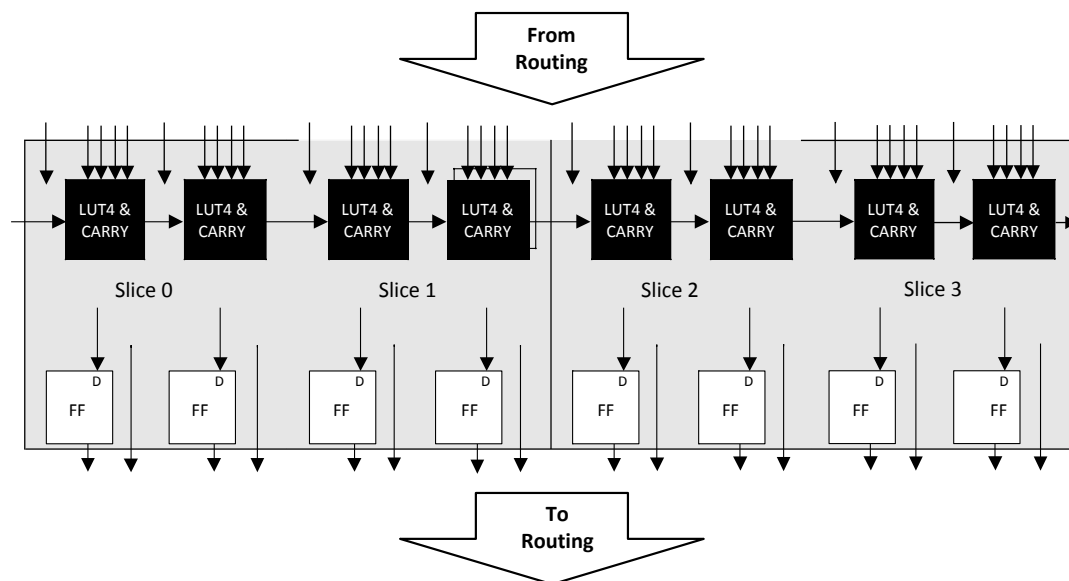 From
Routing
LUT4 &
CARRY
LUT4 &
CARRY
LUT4 &
CARRY
LUT4 &
CARRY
LUT4 &
CARRY
LUT4 &
CARRY
LUT4 &
CARRY
LUT4 &
CARRY
Slice 0
Slice 1
Slice 2
Slice 3
D
FF
D
FF
D
FF
D
FF
D
FF
D
FF
D
FF
D
FF
To
Routing